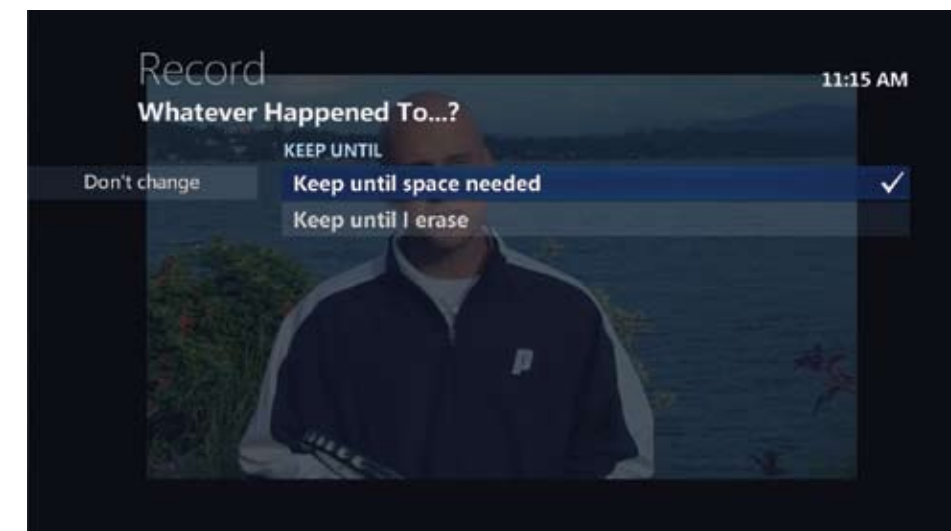 Record
11:15 AM
Whatever Happened To...?
KEEP UNTIL
Don't change
Keep until space needed
Keep until I erase